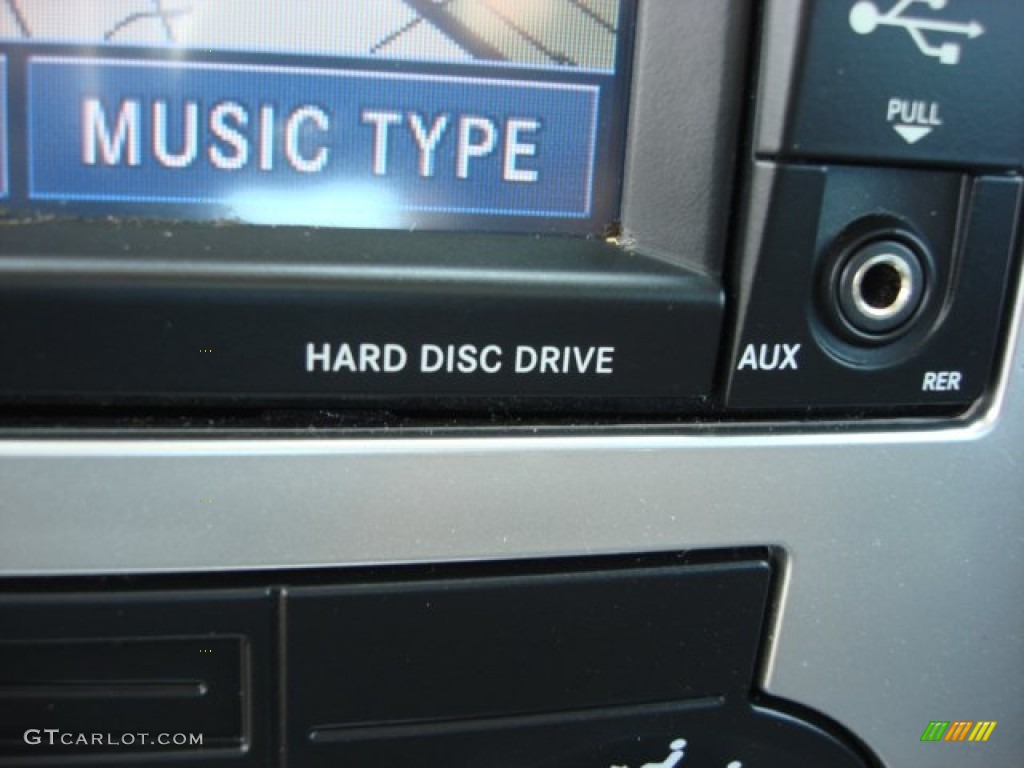 MUSIC TYPE
PULL
HARD DISC DRIVE
AUX
RER
GTCARLOT.COM